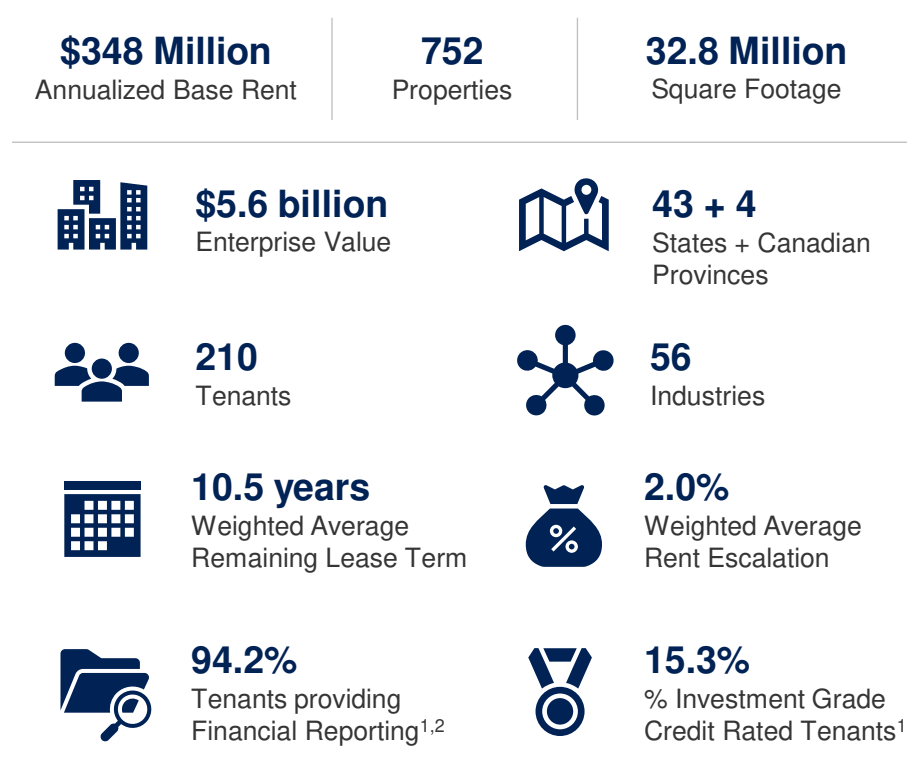 $348 Million
Annualized Base Rent
752
Properties
32.8 Million
Square Footage
$5.6 billion
Enterprise Value
43 + 4
States + Canadian
Provinces
210
Tenants
56
Industries
10.5 years
Weighted Average
Remaining Lease Term
%
2.0%
Weighted Average
Rent Escalation
94.2%
Tenants providing
Financial Reporting1,2
15.3%
% Investment Grade
Credit Rated Tenants1